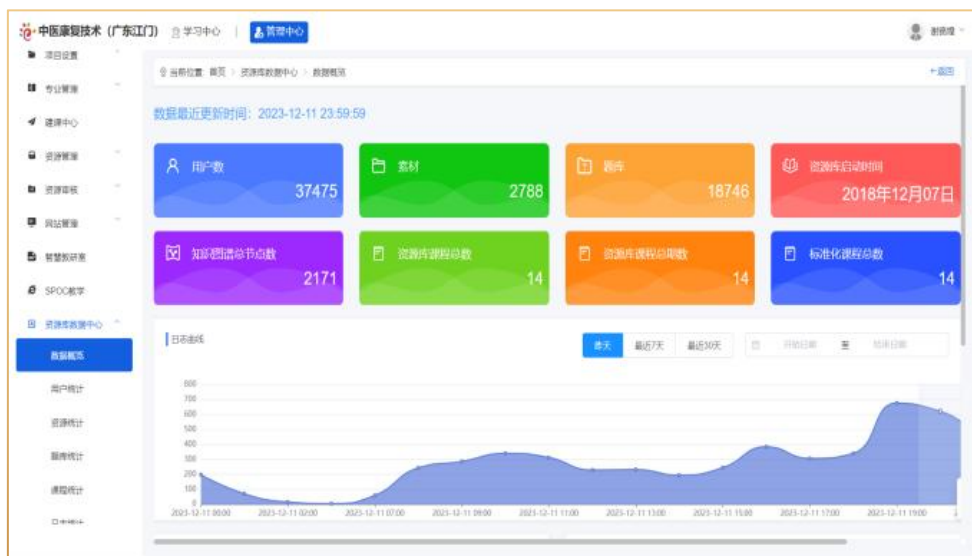 中医康复技术（广东江门） 学习中心 | 管理中心
项目设置
当前位置: 首页 > 资源库数据中心 > 数据概览 ←返回
专业管理
数据最近更新时间：2023-12-11 23:59:59
建课中心
资源管理
用户数 37475
素材 2788
题库 18746
资源库启动时间 2018年12月07日
资源审核
网站管理
智慧教研室
知识图谱总节点数 2171
资源库课程总数 14
资源库课程总期数 14
标准化课程总数 14
SPOC教学
资源库数据中心
日志曲线 昨天 最近7天 最近30天 开始日期 至 结束日期
数据概览
用户统计
资源统计
题库统计
课程统计
日志统计
800
700
600
500
400
300
200
100
0
2023-12-11 00:00 2023-12-11 02:00 2023-12-11 07:00 2023-12-11 09:00 2023-12-11 11:00 2023-12-11 13:00 2023-12-11 15:00 2023-12-11 17:00 2023-12-11 19:00